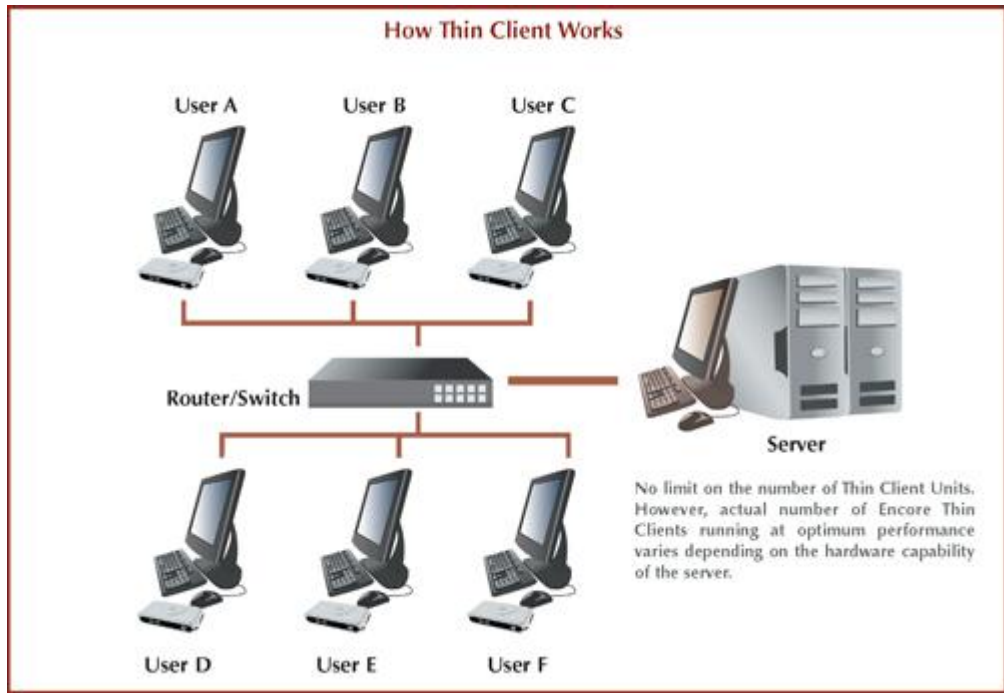 How Thin Client Works
User A
User B
User C
Router/Switch
Server
No limit on the number of Thin Client Units.
However, actual number of Encore Thin
Clients running at optimum performance
varies depending on the hardware capability
of the server.
User D
User E
User F